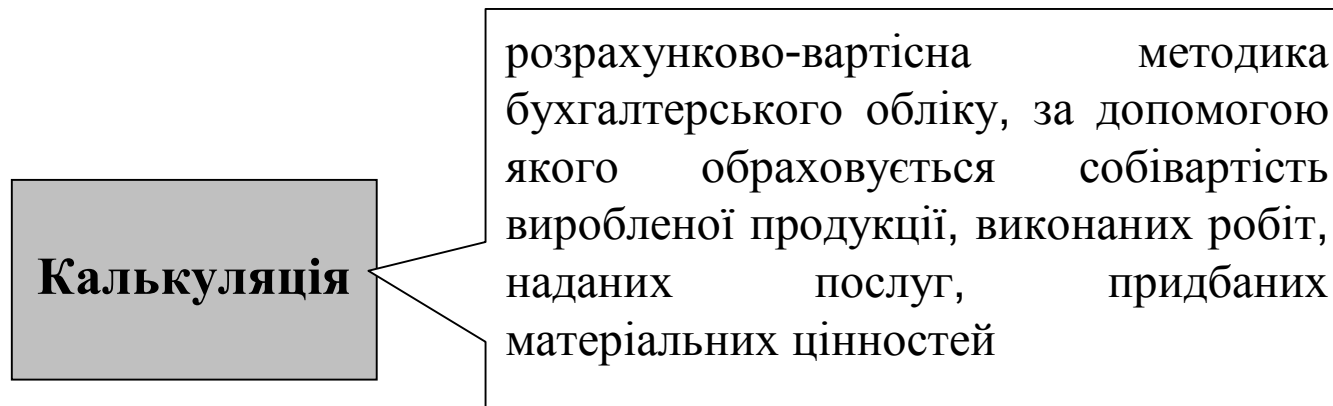 Калькуляція
розрахунково-вартісна методика
бухгалтерського обліку, за допомогою
якого обраховується собівартість
виробленої продукції, виконаних робіт,
наданих послуг, придбаних
матеріальних цінностей